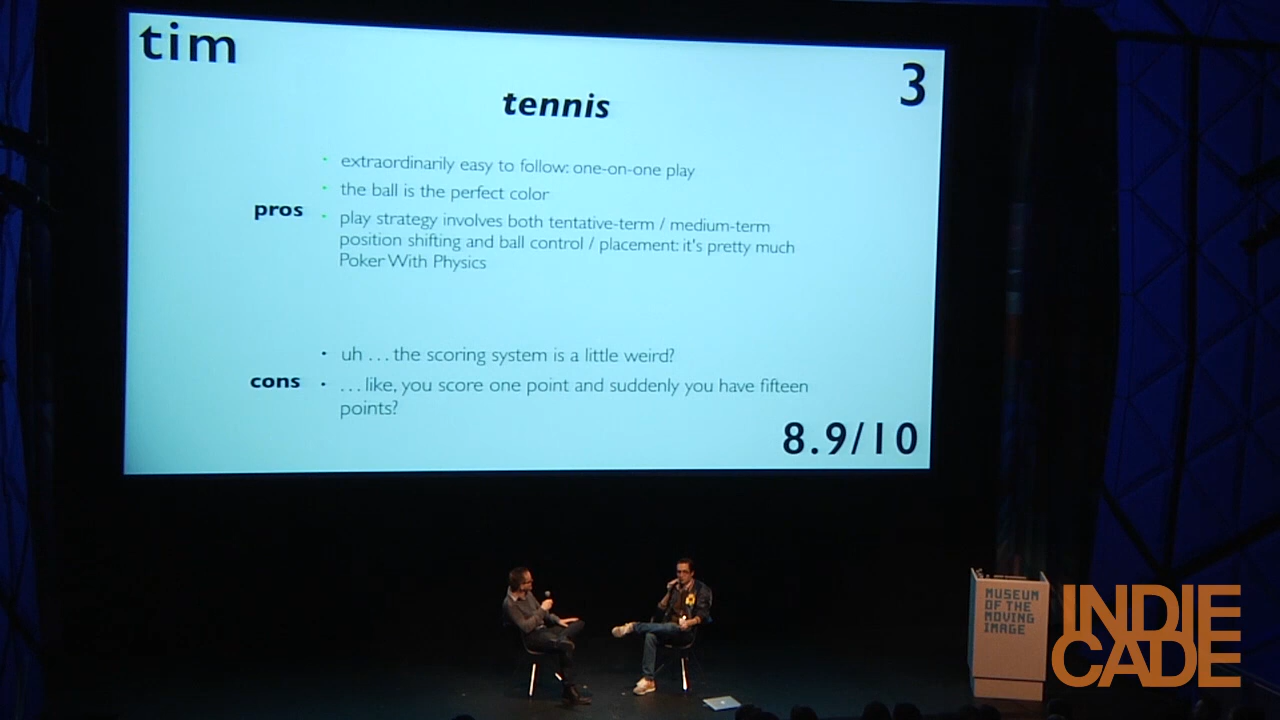 tim
3
tennis
pros
• extraordinarily easy to follow: one-on-one play
• the ball is the perfect color
• play strategy involves both tentative-term / medium-term
position shifting and ball control / placement: it's pretty much
Poker With Physics
cons
• uh . . . the scoring system is a little weird?
• . . . like, you score one point and suddenly you have fifteen
points?
8.9/10
MUSEUM
OF THE
MOVING
IMAGE
INDIE
CADE